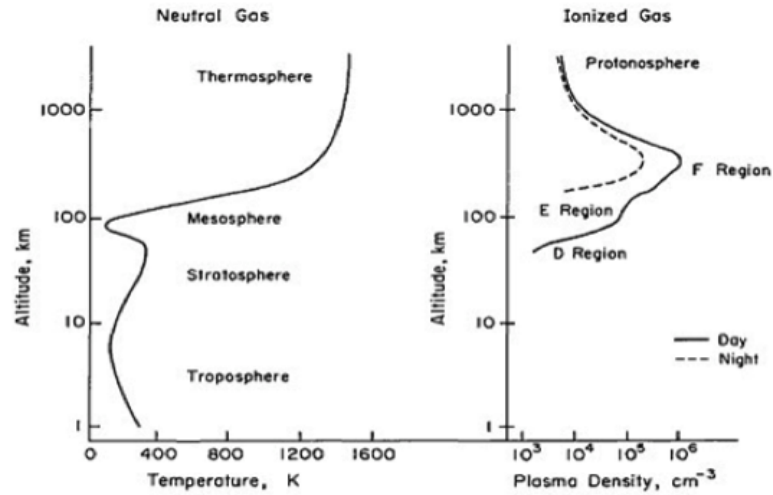 Neutral Gas
Thermosphere
Mesosphere
Stratosphere
Troposphere
Altitude, km
1000
100
10
1
0 400 800 1200 1600
Temperature, K
Ionized Gas
Protonosphere
F Region
E Region
D Region
Day
Night
Altitude, km
1000
100
10
1
10³ 10⁴ 10⁵ 10⁶
Plasma Density, cm⁻³